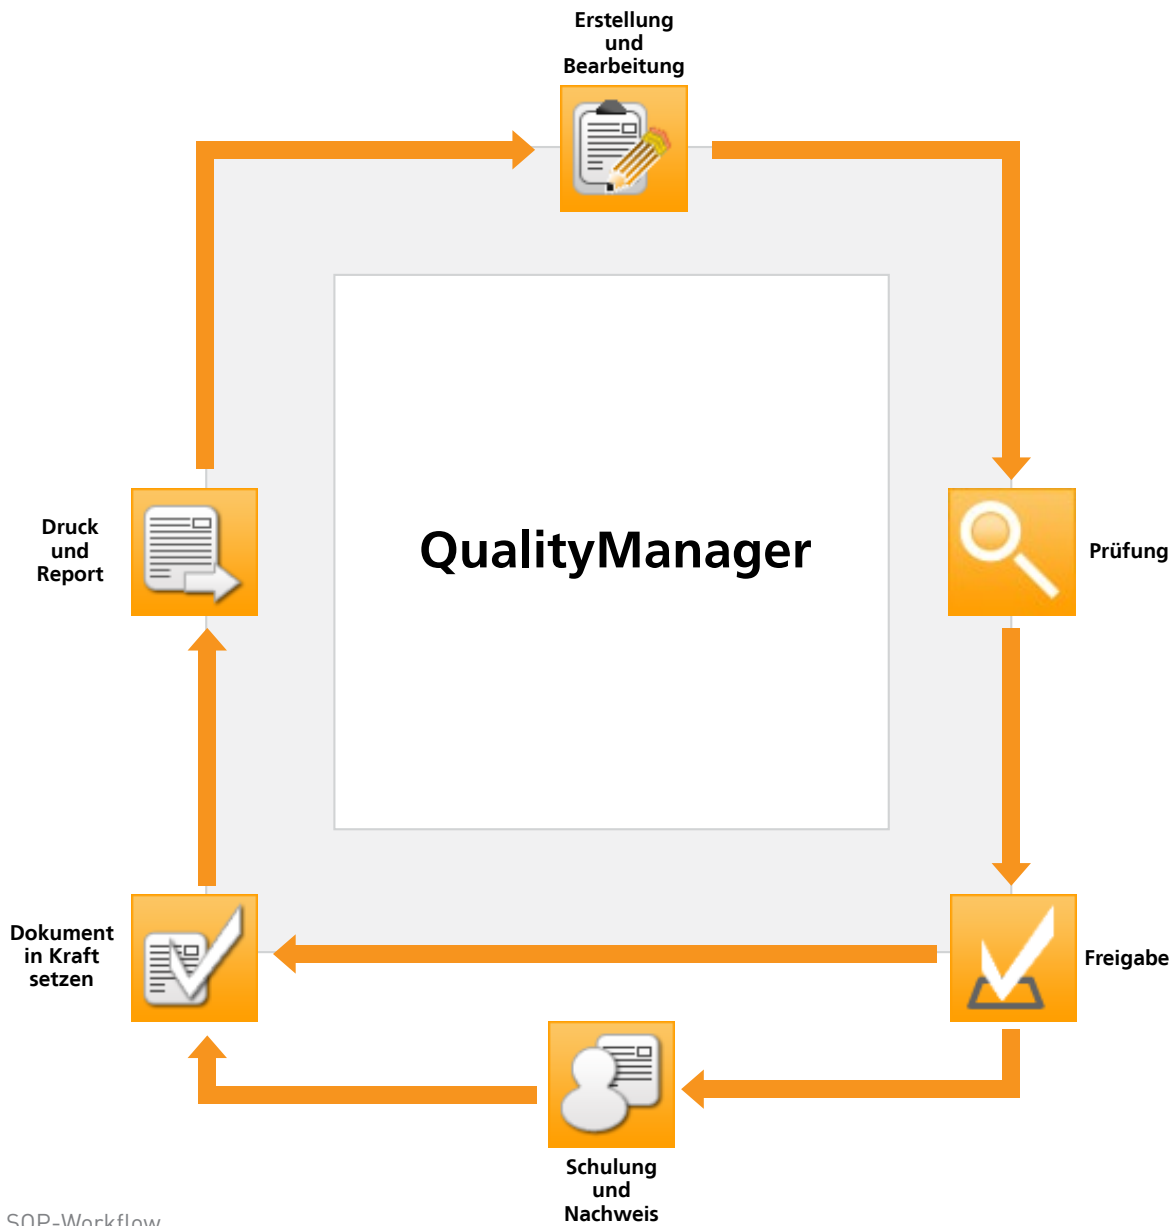 Erstellung
und
Bearbeitung
Druck
und
Report
QualityManager
Prüfung
Dokument
in Kraft
setzen
Freigabe
Schulung
und
Nachweis
SOP-Workflow